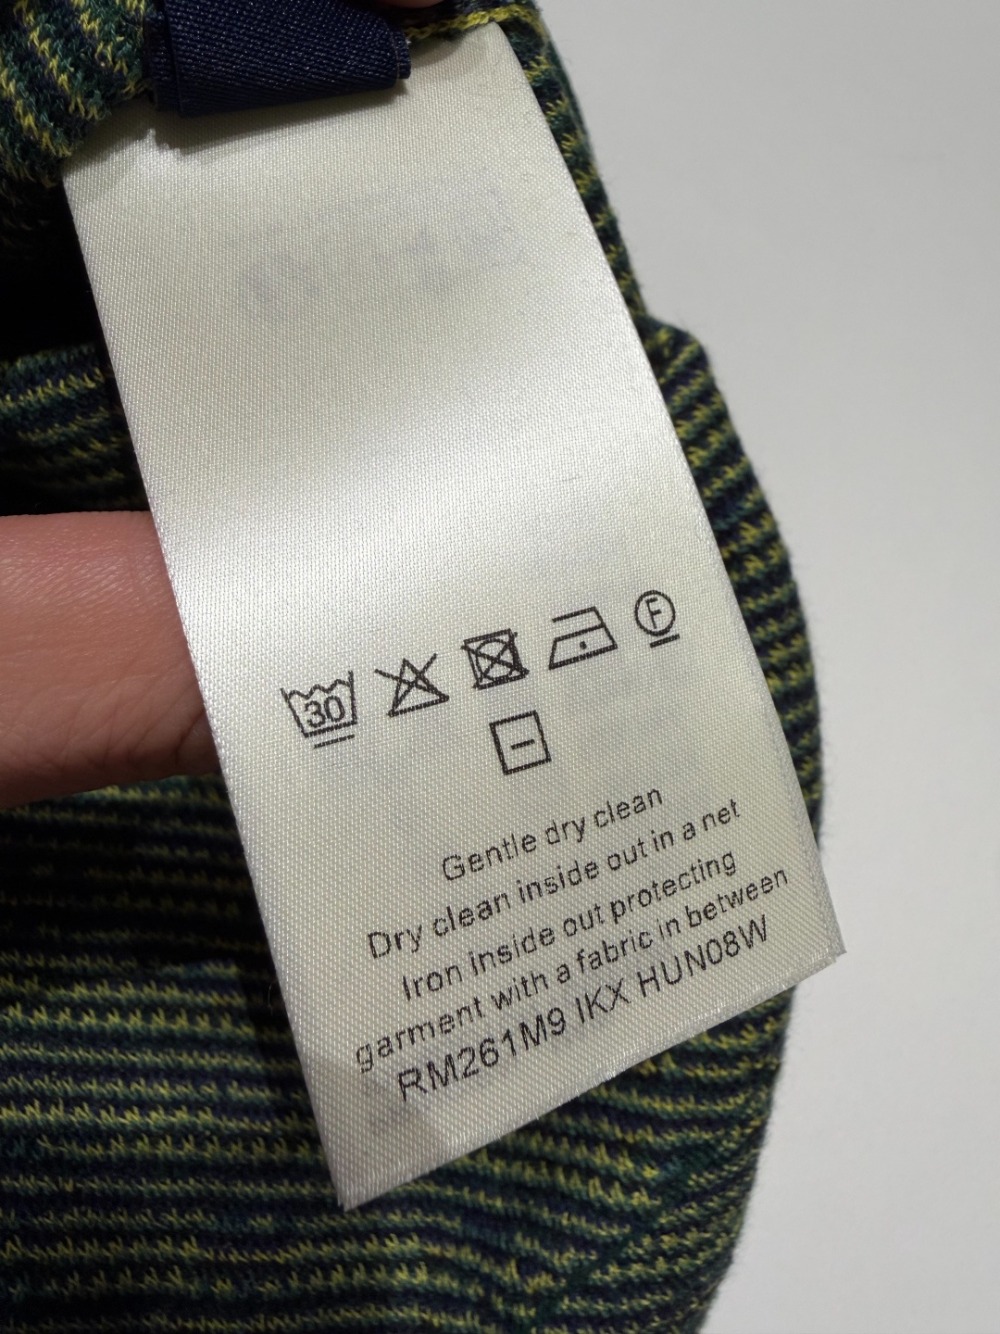 30
F
Gentle dry clean
Dry clean inside out in a net
Iron inside out protecting
garment with a fabric in between
RM261M9 IKX HUN08W